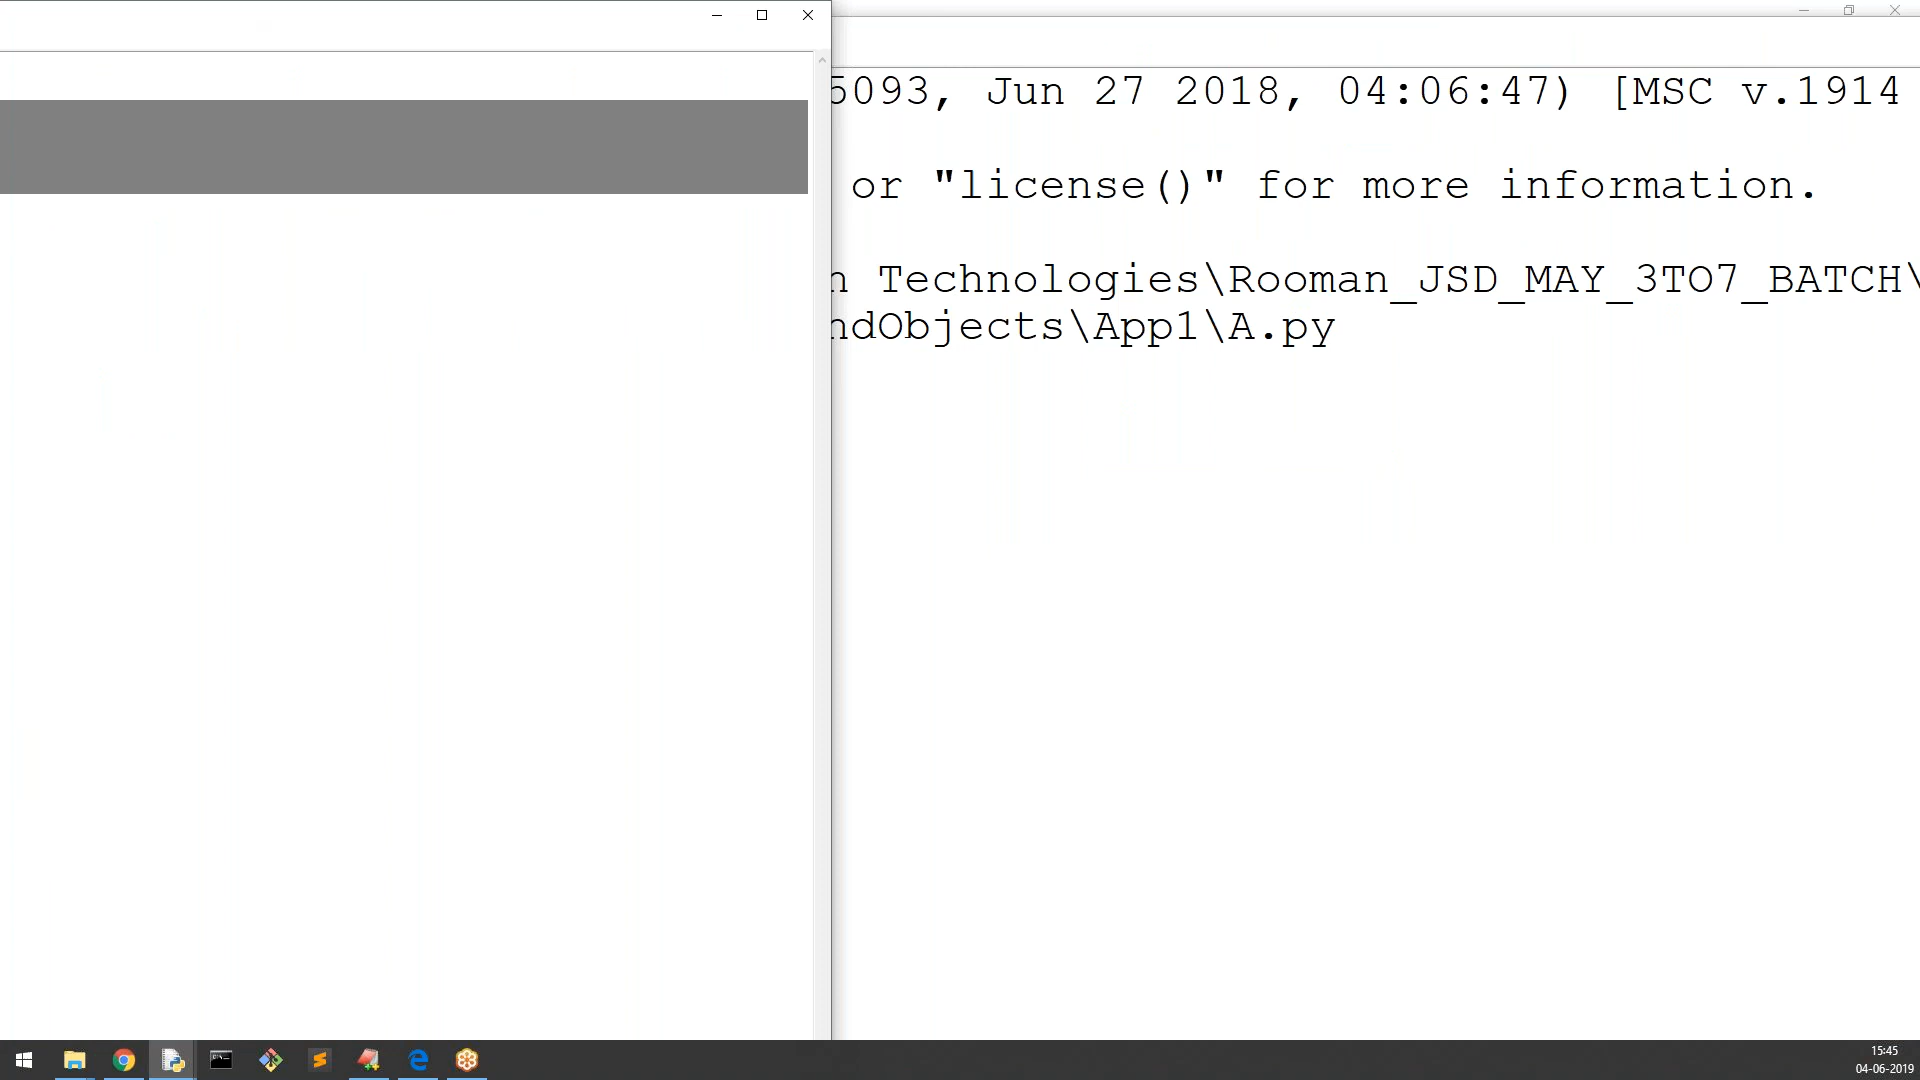 5093, Jun 27 2018, 04:06:47) [MSC v.1914
or "license()" for more information.
n Technologies\Rooman_JSD_MAY_3TO7_BATCH\
ndObjects\App1\A.py
15:45
04-06-2019